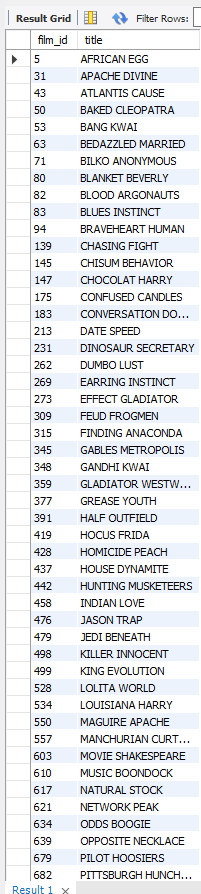 Result Grid Filter Rows:
film_id title
5 AFRICAN EGG
31 APACHE DIVINE
43 ATLANTIS CAUSE
50 BAKED CLEOPATRA
53 BANG KWAI
63 BEDAZZLED MARRIED
71 BILKO ANONYMOUS
80 BLANKET BEVERLY
82 BLOOD ARGONAUTS
83 BLUES INSTINCT
94 BRAVEHEART HUMAN
139 CHASING FIGHT
145 CHISUM BEHAVIOR
147 CHOCOLAT HARRY
175 CONFUSED CANDLES
183 CONVERSATION DO...
213 DATE SPEED
231 DINOSAUR SECRETARY
262 DUMBO LUST
269 EARRING INSTINCT
273 EFFECT GLADIATOR
309 FEUD FROGMEN
315 FINDING ANACONDA
345 GABLES METROPOLIS
348 GANDHI KWAI
359 GLADIATOR WESTW...
377 GREASE YOUTH
391 HALF OUTFIELD
419 HOCUS FRIDA
428 HOMICIDE PEACH
437 HOUSE DYNAMITE
442 HUNTING MUSKETEERS
458 INDIAN LOVE
476 JASON TRAP
479 JEDI BENEATH
498 KILLER INNOCENT
499 KING EVOLUTION
528 LOLITA WORLD
534 LOUISIANA HARRY
550 MAGUIRE APACHE
557 MANCHURIAN CURT...
603 MOVIE SHAKESPEARE
610 MUSIC BOONDOCK
617 NATURAL STOCK
621 NETWORK PEAK
634 ODDS BOOGIE
639 OPPOSITE NECKLACE
679 PILOT HOOSIERS
682 PITTSBURGH HUNCH...
Result 1